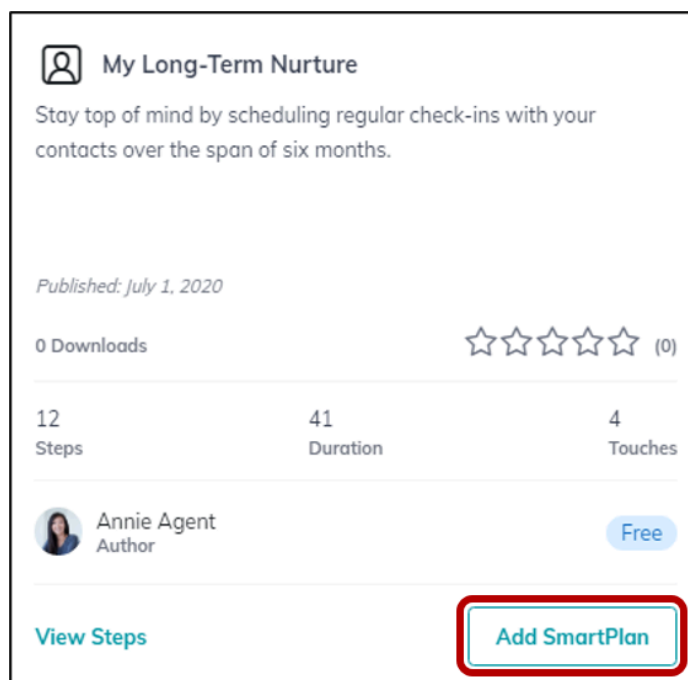 My Long-Term Nurture
Stay top of mind by scheduling regular check-ins with your
contacts over the span of six months.
Published: July 1, 2020
0 Downloads (0)
12 41 4
Steps Duration Touches
Annie Agent
Author
Free
View Steps Add SmartPlan